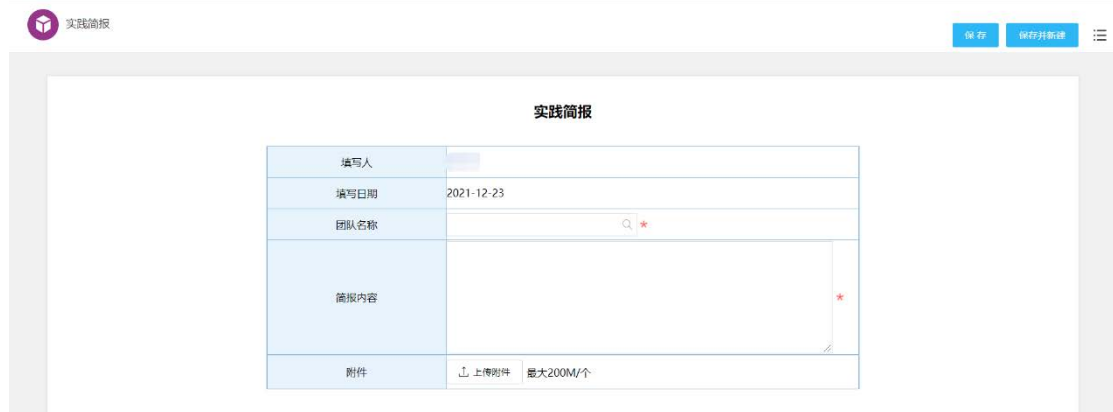 实践简报
保存 保存并新建
实践简报
填写人
填写日期 2021-12-23
团队名称 *
简报内容 *
附件 上传附件 最大200M/个